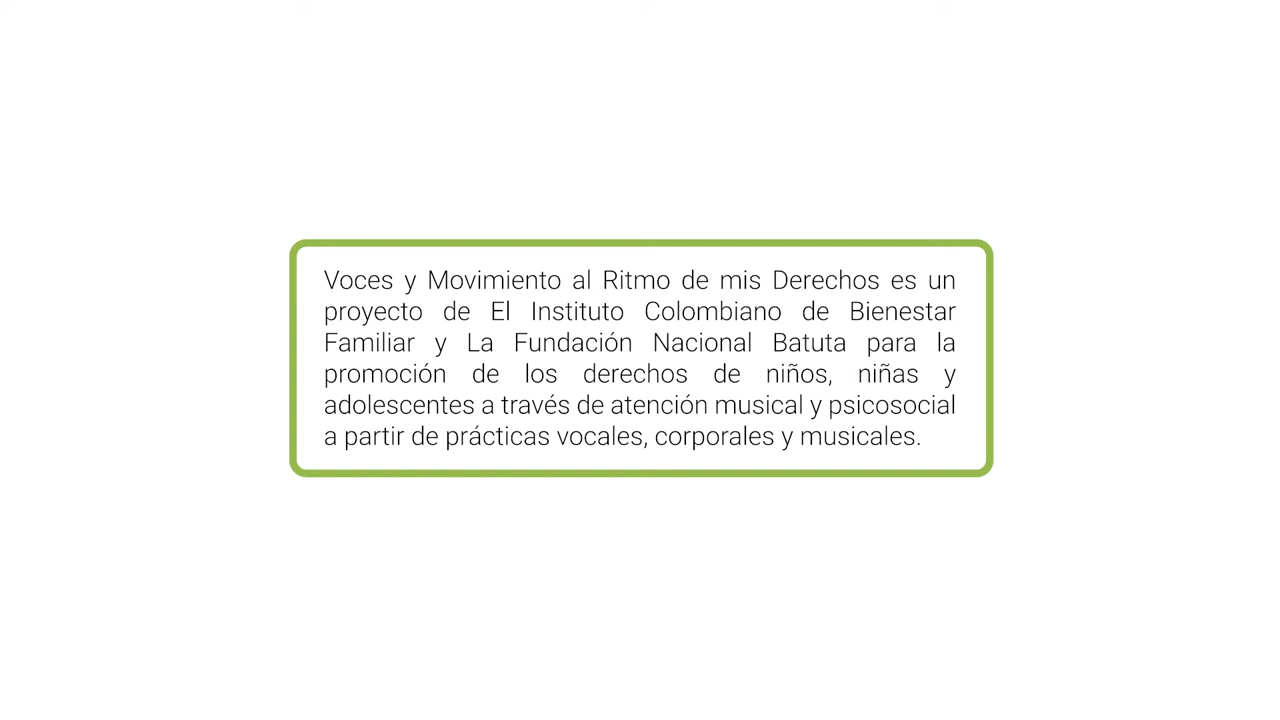 Voces y Movimiento al Ritmo de mis Derechos es un
proyecto de El Instituto Colombiano de Bienestar
Familiar y La Fundación Nacional Batuta para la
promoción de los derechos de niños, niñas y
adolescentes a través de atención musical y psicosocial
a partir de prácticas vocales, corporales y musicales.